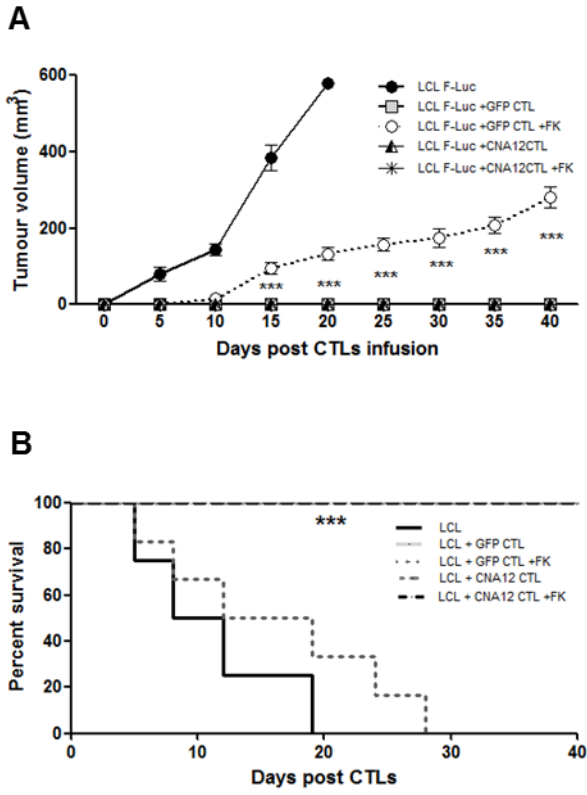 A
Tumour volume (mm³)
600
400
200
0
LCL F-Luc
LCL F-Luc +GFP CTL
LCL F-Luc +GFP CTL +FK
LCL F-Luc +CNA12CTL
LCL F-Luc +CNA12CTL +FK
*** *** *** *** *** ***
0 5 10 15 20 25 30 35 40
Days post CTLs infusion
B
Percent survival
100
80
60
40
20
0
***
LCL
LCL + GFP CTL
LCL + GFP CTL +FK
LCL + CNA12 CTL
LCL + CNA12 CTL +FK
0 10 20 30 40
Days post CTLs